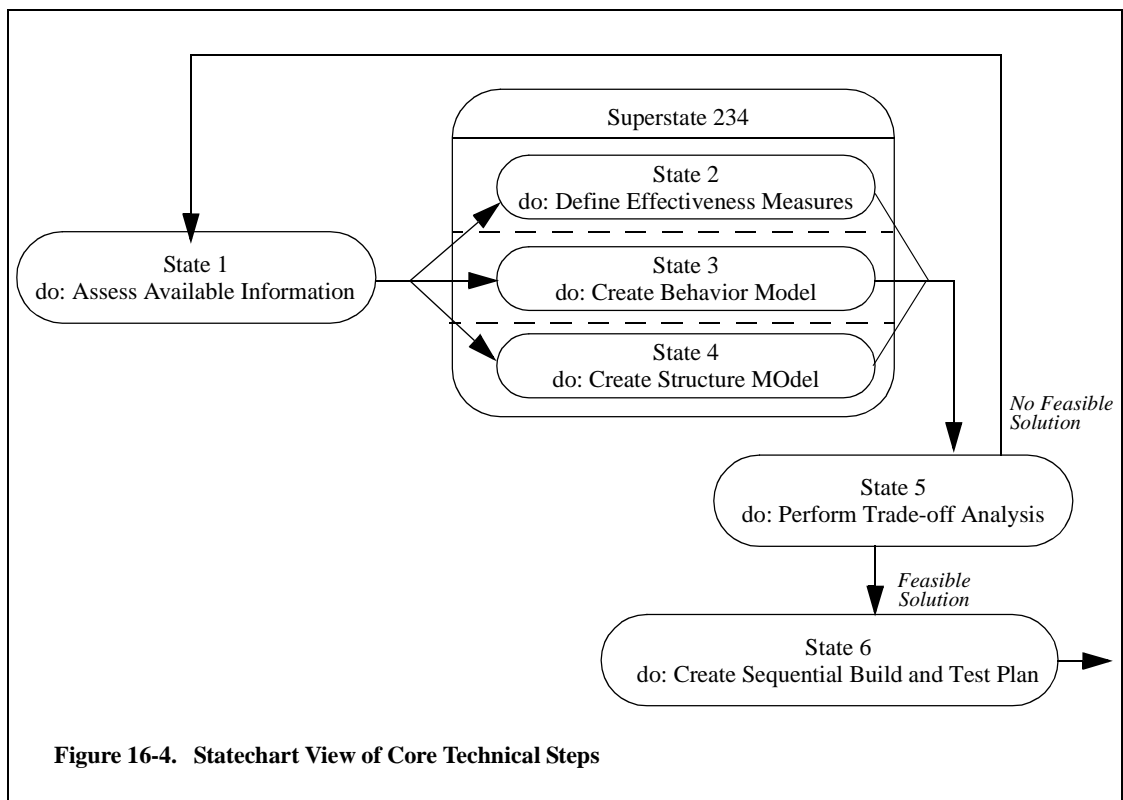 Superstate 234
State 2
do: Define Effectiveness Measures
State 1
do: Assess Available Information
State 3
do: Create Behavior Model
State 4
do: Create Structure MOdel
No Feasible
Solution
State 5
do: Perform Trade-off Analysis
Feasible
Solution
State 6
do: Create Sequential Build and Test Plan
Figure 16-4. Statechart View of Core Technical Steps